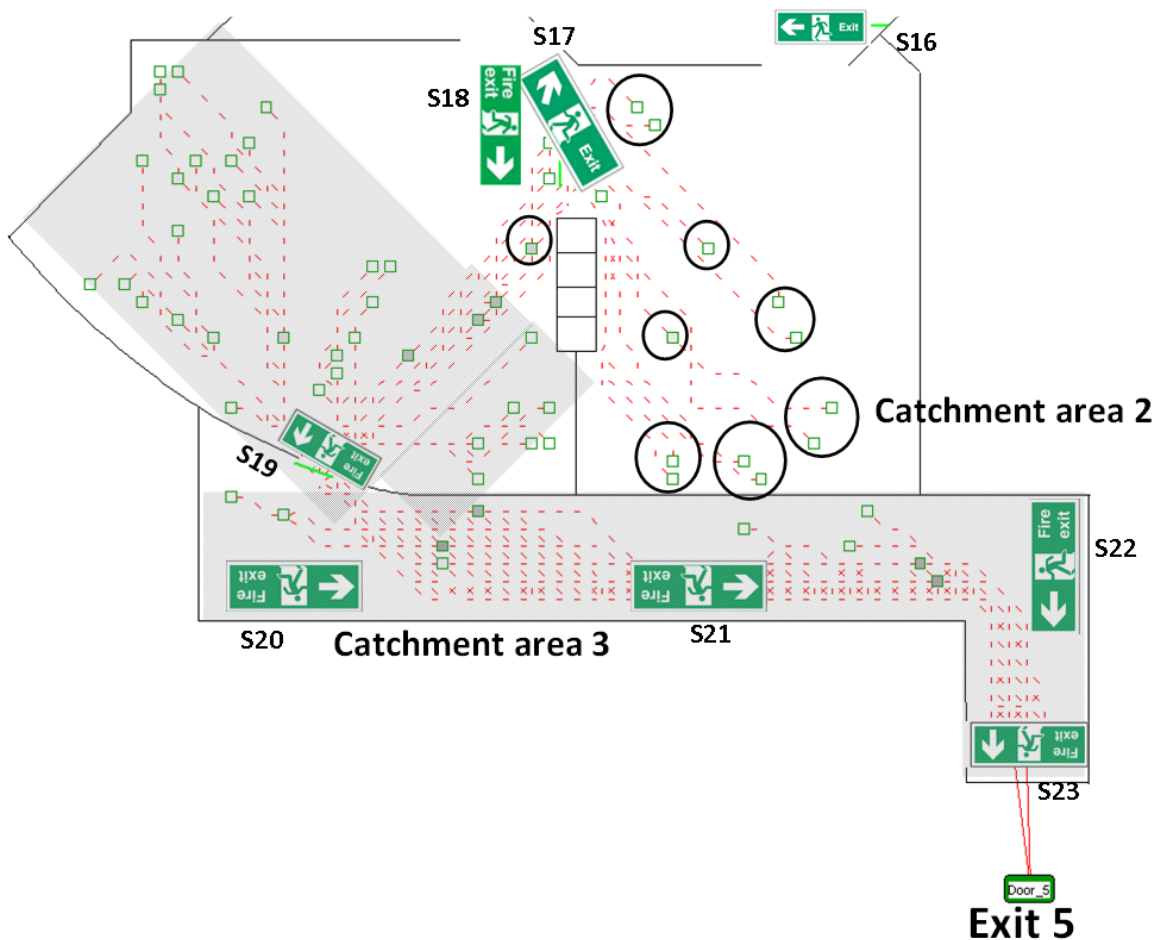 S17
Exit
S16
S18
Fire
exit
Exit
Catchment area 2
S19
Fire
exit
Fire
exit
S22
Fire
exit
Fire
exit
S20
S21
Catchment area 3
Fire
exit
S23
Door_5
Exit 5